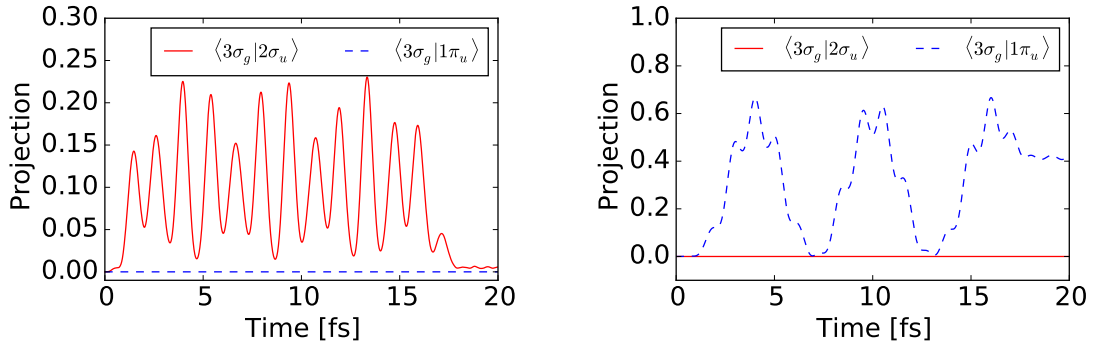 ⟨3σg|2σu⟩ ⟨3σg|1πu⟩
0.30
0.25
0.20
0.15
0.10
0.05
0.00
Projection
0 5 10 15 20
Time [fs]
⟨3σg|2σu⟩ ⟨3σg|1πu⟩
1.0
0.8
0.6
0.4
0.2
0.0
Projection
0 5 10 15 20
Time [fs]